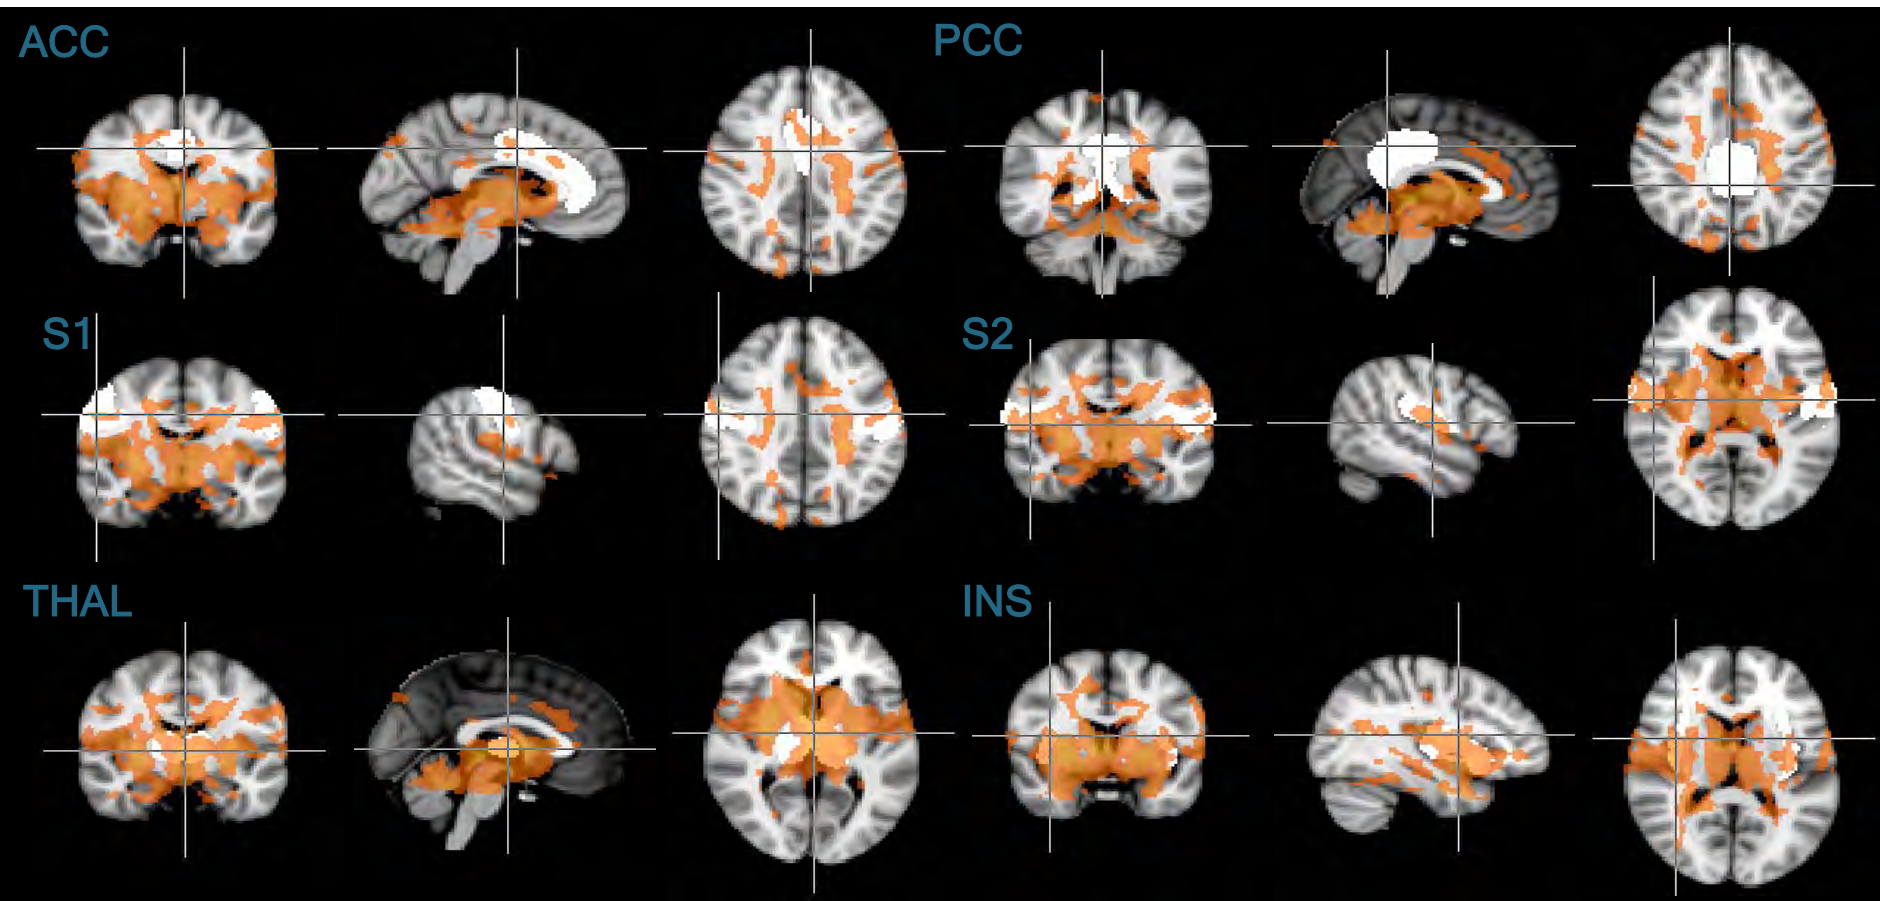 ACC
PCC
S1
S2
THAL
INS